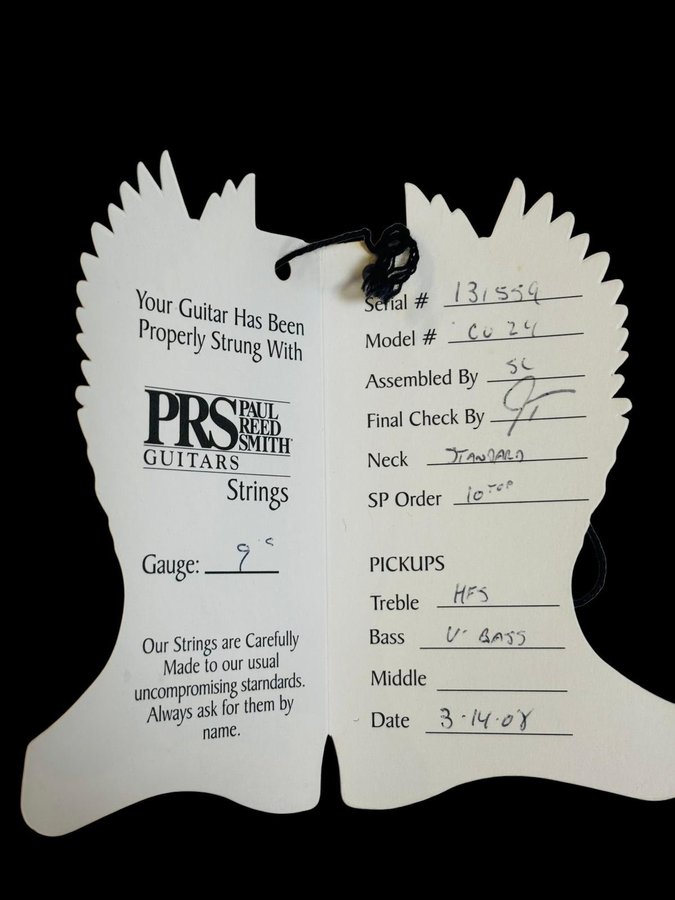 Your Guitar Has Been
Properly Strung With
PRS PAUL
REED
SMITH
GUITARS
Strings
Gauge: 9's
Our Strings are Carefully
Made to our usual
uncompromising starndards.
Always ask for them by
name.
Serial # 131559
Model # CU 24
Assembled By SC
Final Check By
Neck STANDARD
SP Order 10 TOP
PICKUPS
Treble HFS
Bass V. BASS
Middle
Date 3-14-08